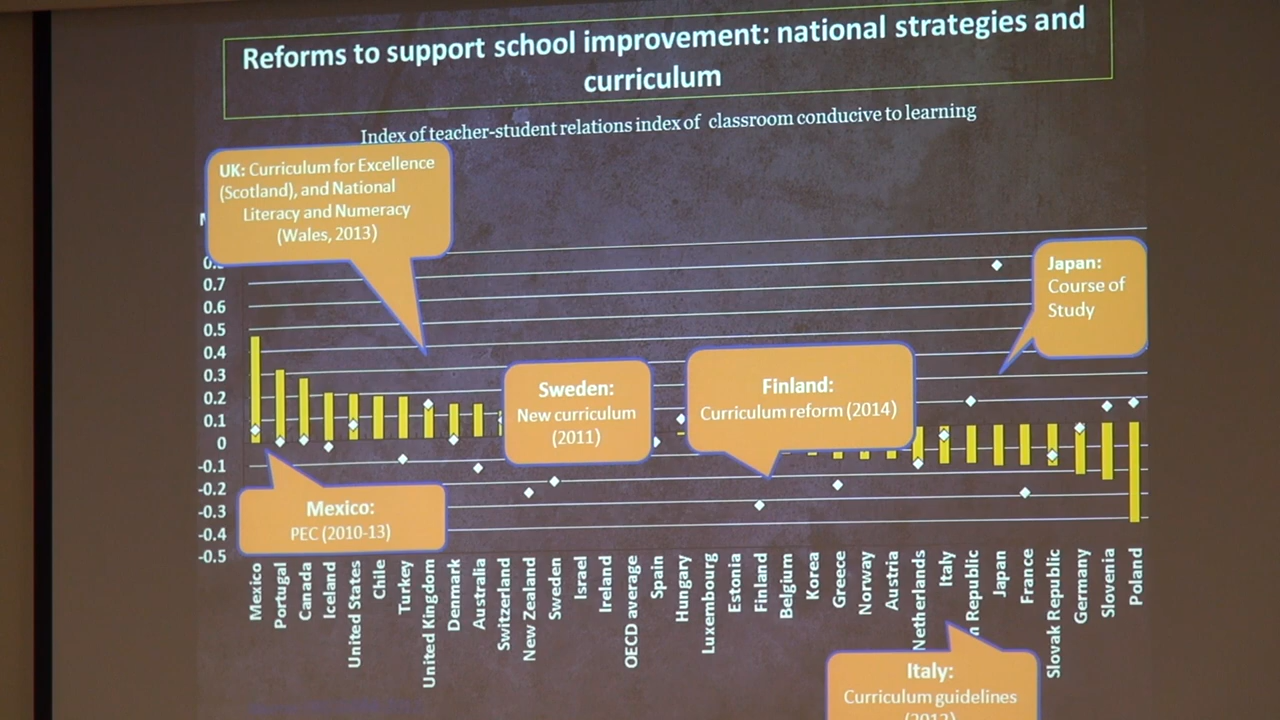 Reforms to support school improvement: national strategies and
curriculum
Index of teacher-student relations index of classroom conducive to learning
UK: Curriculum for Excellence
(Scotland), and National
Literacy and Numeracy
(Wales, 2013)
Japan:
Course of
Study
0.7
0.6
0.5
0.4
0.3
0.2
0.1
0
-0.1
-0.2
-0.3
-0.4
-0.5
Sweden:
New curriculum
(2011)
Finland:
Curriculum reform (2014)
Mexico:
PEC (2010-13)
Mexico
Portugal
Canada
Iceland
United States
Chile
Turkey
United Kingdom
Denmark
Australia
Switzerland
New Zealand
Sweden
Israel
Ireland
OECD average
Spain
Hungary
Luxembourg
Estonia
Finland
Belgium
Korea
Greece
Norway
Austria
Netherlands
Italy
Republic
Japan
France
Slovak Republic
Germany
Slovenia
Poland
Italy:
Curriculum guidelines